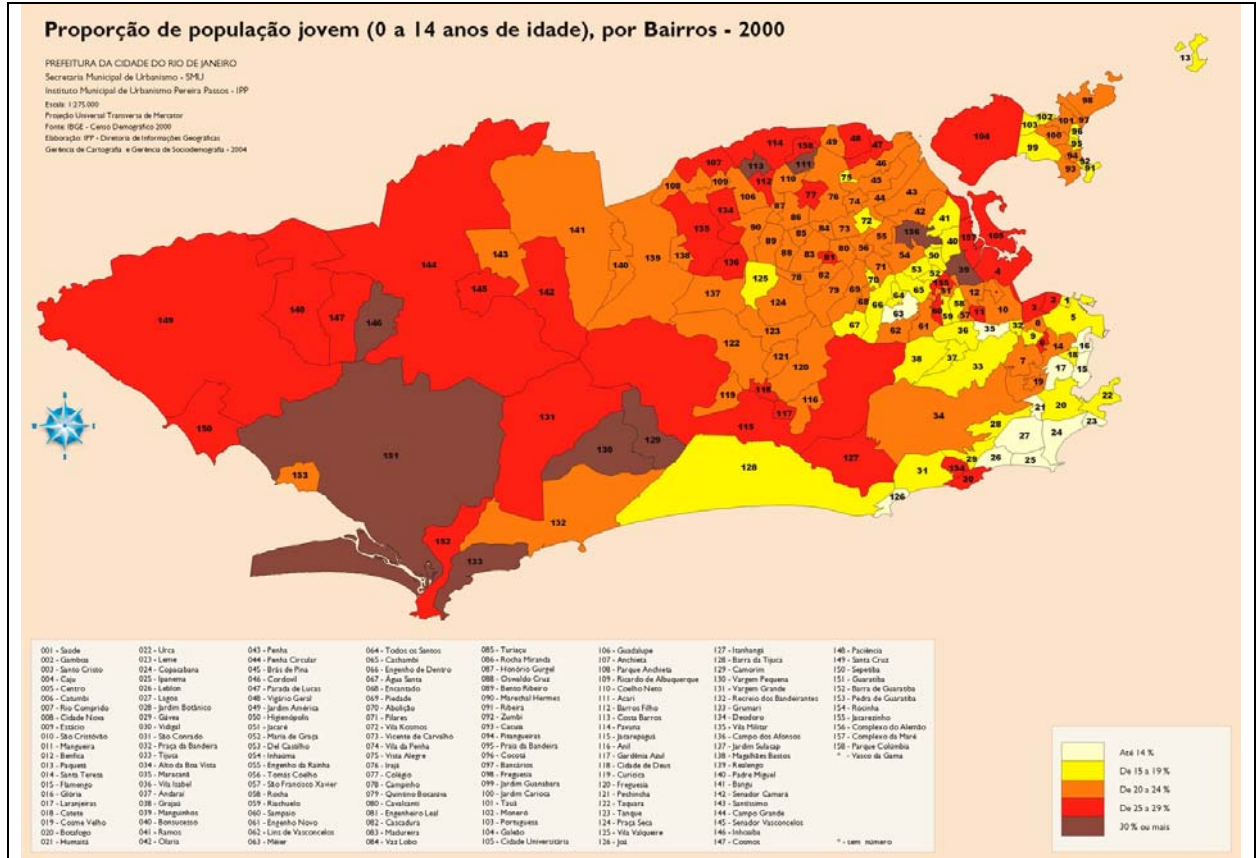 Proporção de população jovem (0 a 14 anos de idade), por Bairros - 2000
PREFEITURA DA CIDADE DO RIO DE JANEIRO
Secretaria Municipal de Urbanismo - SMU
Instituto Municipal de Urbanismo Pereira Passos - IPP
Escala: 1:275.000
Projeção Universal Transversa de Mercator
Fonte: IBGE - Censo Demográfico 2000
Elaboração: IPP - Diretoria de Informações Geográficas
Gerência de Cartografia e Gerência de Sociodemografia - 2004
001 - Saúde
002 - Gamboa
003 - Santo Cristo
004 - Caju
005 - Centro
006 - Catumbi
007 - Rio Comprido
008 - Cidade Nova
009 - Estácio
010 - São Cristóvão
011 - Mangueira
012 - Benfica
013 - Paquetá
014 - Santa Teresa
015 - Flamengo
016 - Glória
017 - Laranjeiras
018 - Catete
019 - Cosme Velho
020 - Botafogo
021 - Humaitá
022 - Urca
023 - Leme
024 - Copacabana
025 - Ipanema
026 - Leblon
027 - Lagoa
028 - Jardim Botânico
029 - Gávea
030 - Vidigal
031 - São Conrado
032 - Praça da Bandeira
033 - Tijuca
034 - Alto da Boa Vista
035 - Maracanã
036 - Vila Isabel
037 - Andaraí
038 - Grajaú
039 - Manguinhos
040 - Bonsucesso
041 - Ramos
042 - Olaria
043 - Penha
044 - Penha Circular
045 - Brás de Pina
046 - Cordovil
047 - Parada de Lucas
048 - Vigário Geral
049 - Jardim América
050 - Higienópolis
051 - Jacaré
052 - Maria da Graça
053 - Del Castilho
054 - Inhaúma
055 - Engenho da Rainha
056 - Tomás Coelho
057 - São Francisco Xavier
058 - Rocha
059 - Riachuelo
060 - Sampaio
061 - Engenho Novo
062 - Lins de Vasconcelos
063 - Méier
064 - Todos os Santos
065 - Cachambi
066 - Engenho de Dentro
067 - Água Santa
068 - Encantado
069 - Piedade
070 - Abolição
071 - Pilares
072 - Vila Kosmos
073 - Vicente de Carvalho
074 - Vila da Penha
075 - Vista Alegre
076 - Irajá
077 - Colégio
078 - Campinho
079 - Quintino Bocaiúva
080 - Cavalcanti
081 - Engenheiro Leal
082 - Cascadura
083 - Madureira
084 - Vaz Lobo
085 - Turiaçu
086 - Rocha Miranda
087 - Honório Gurgel
088 - Oswaldo Cruz
089 - Bento Ribeiro
090 - Marechal Hermes
091 - Ribeira
092 - Zumbi
093 - Cacuia
094 - Pitangueiras
095 - Praia da Bandeira
096 - Cocotá
097 - Bancários
098 - Freguesia
099 - Jardim Guanabara
100 - Jardim Carioca
101 - Tauá
102 - Moneró
103 - Portuguesa
104 - Galeão
105 - Cidade Universitária
106 - Guadalupe
107 - Anchieta
108 - Parque Anchieta
109 - Ricardo de Albuquerque
110 - Coelho Neto
111 - Acari
112 - Barros Filho
113 - Costa Barros
114 - Pavuna
115 - Jacarepaguá
116 - Anil
117 - Gardênia Azul
118 - Cidade de Deus
119 - Curicica
120 - Freguesia
121 - Pechincha
122 - Taquara
123 - Tanque
124 - Praça Seca
125 - Vila Valqueire
126 - Joá
127 - Itanhangá
128 - Barra da Tijuca
129 - Camorim
130 - Vargem Pequena
131 - Vargem Grande
132 - Recreio dos Bandeirantes
133 - Grumari
134 - Deodoro
135 - Vila Militar
136 - Campo dos Afonsos
137 - Jardim Sulacap
138 - Magalhães Bastos
139 - Realengo
140 - Padre Miguel
141 - Bangu
142 - Senador Camará
143 - Santíssimo
144 - Campo Grande
145 - Senador Vasconcelos
146 - Inhoaíba
147 - Cosmos
148 - Paciência
149 - Santa Cruz
150 - Sepetiba
151 - Guaratiba
152 - Barra de Guaratiba
153 - Pedra de Guaratiba
154 - Rocinha
155 - Jacarezinho
156 - Complexo do Alemão
157 - Complexo da Maré
158 - Parque Colúmbia
* - Vasco da Gama
* - sem número
Até 14 %
De 15 a 19 %
De 20 a 24 %
De 25 a 29 %
30 % ou mais